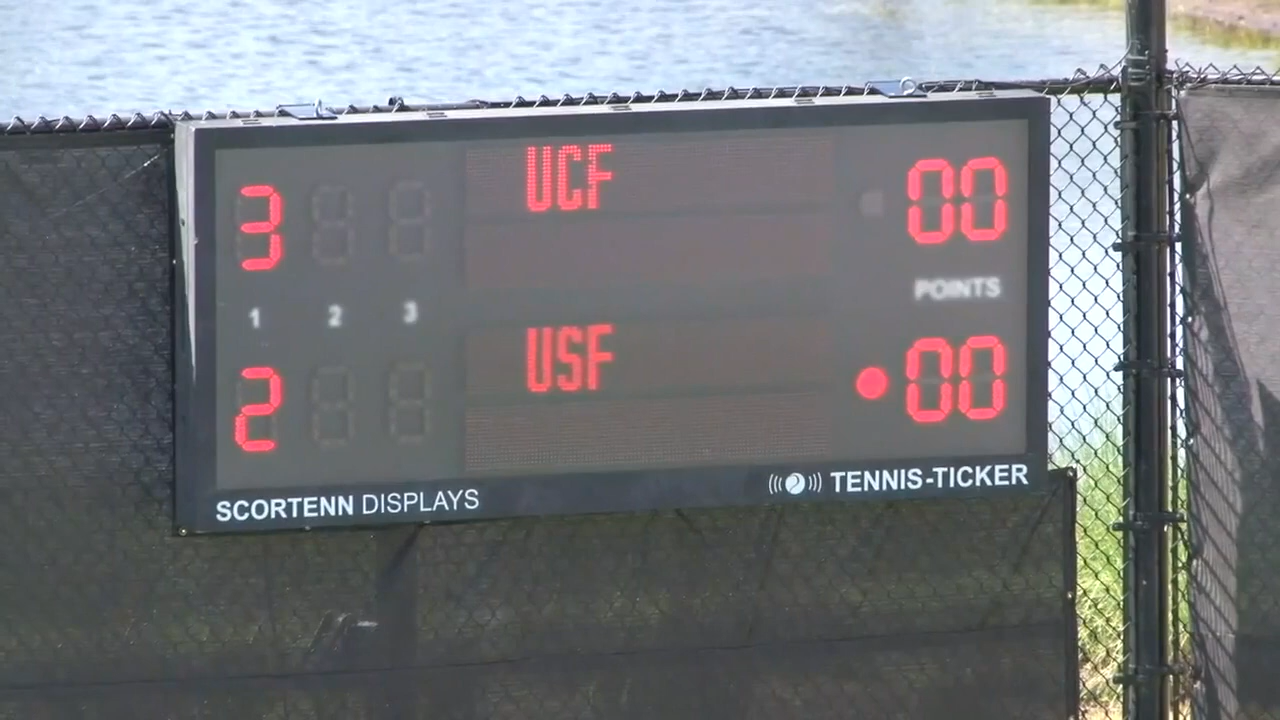 3 UCF 00
1 2 3 POINTS
2 USF 00
SCORTENN DISPLAYS TENNIS-TICKER